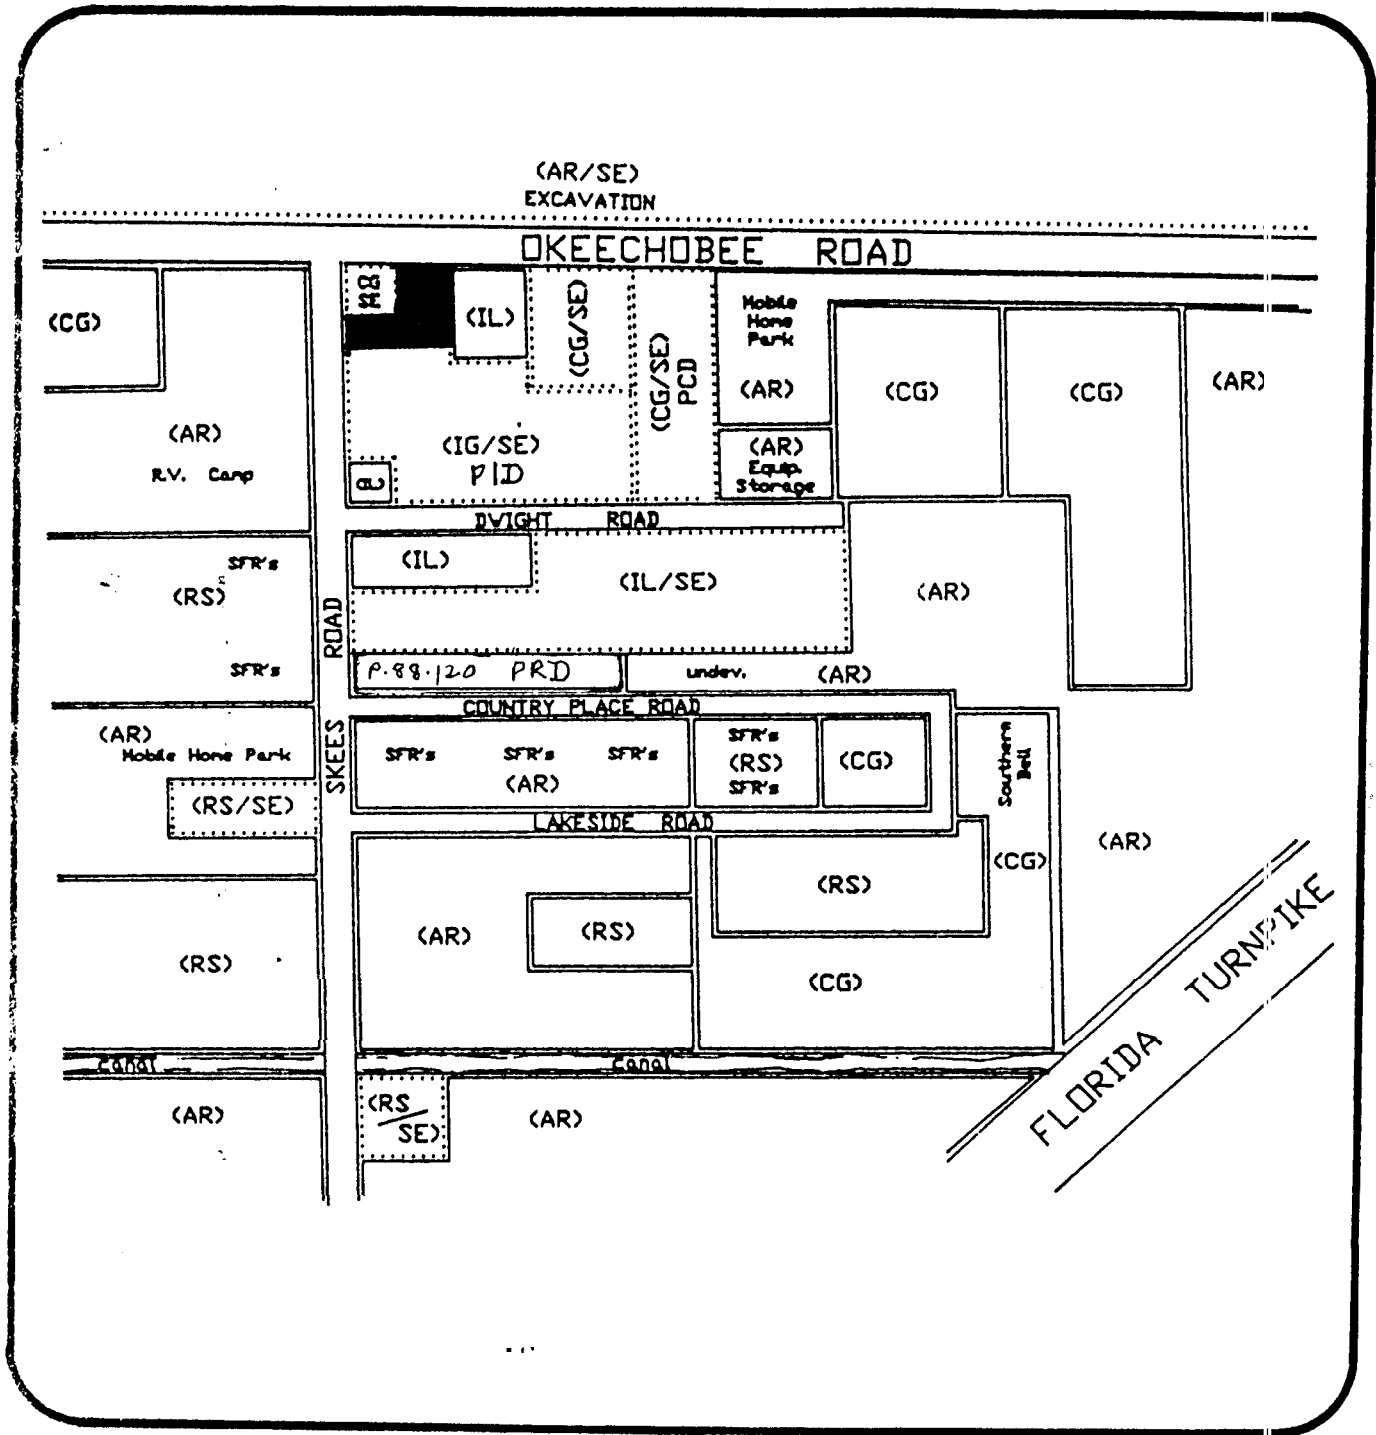 (AR/SE)
EXCAVATION
OKEECHOBEE ROAD
CG
SE
(CG)
(IL)
(CG/SE)
(CG/SE)
PCD
Mobile
Home
Park
(AR)
(CG)
(CG)
(AR)
(AR)
R.V. Camp
(IG/SE)
PID
(AR)
Equip.
Storage
DWIGHT ROAD
SFR's
(RS)
SFR's
(IL)
(IL/SE)
(AR)
ROAD
P.88.120 PRD
undev. (AR)
COUNTRY PLACE ROAD
(AR)
Mobile Home Park
(RS/SE)
SKEES
SFR's SFR's SFR's
(AR)
SFR's
(RS)
SFR's
(CG)
Southern
Bell
LAKESIDE ROAD
(CG)
(AR)
(RS)
(AR)
(RS)
(RS)
(CG)
FLORIDA TURNPIKE
Canal
Canal
(AR)
(RS/
SE)
(AR)